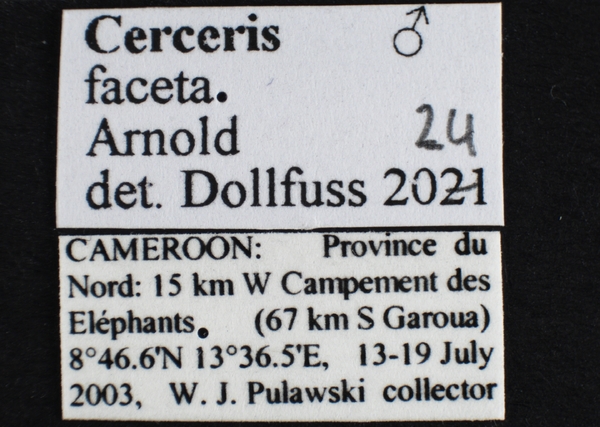 Cerceris ♂
faceta.
Arnold 24
det. Dollfuss 2021
CAMEROON: Province du
Nord: 15 km W Campement des
Eléphants. (67 km S Garoua)
8°46.6'N 13°36.5'E, 13-19 July
2003, W. J. Pulawski collector